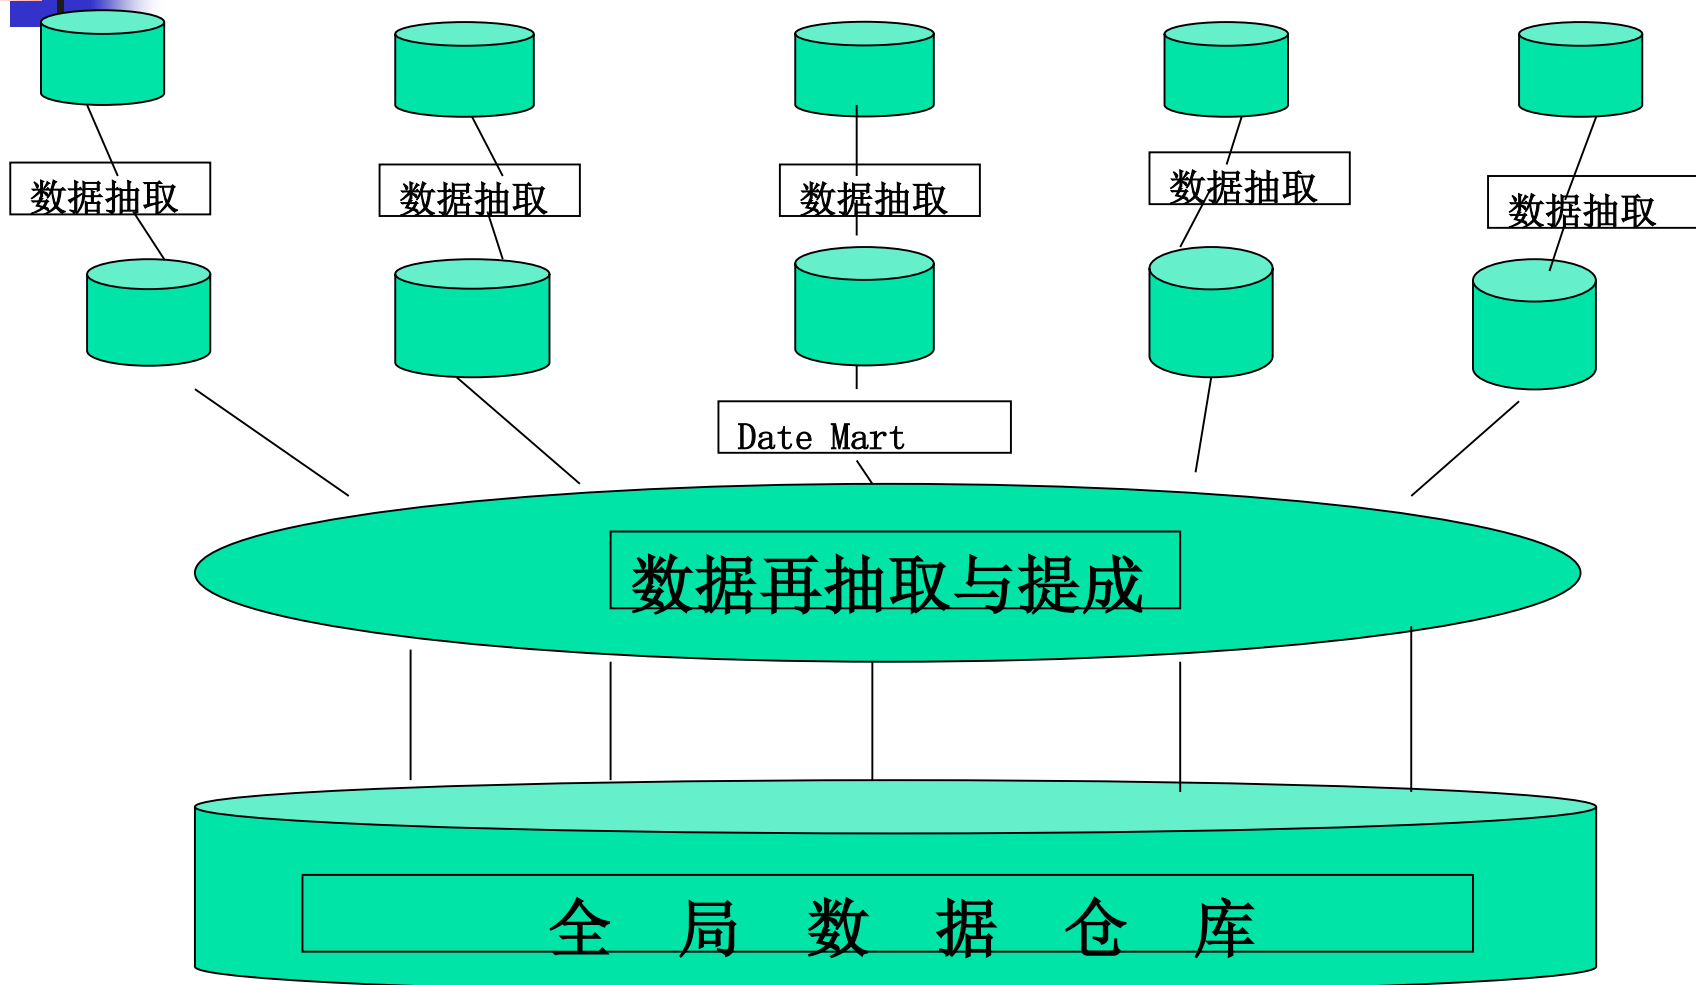 数据抽取
数据抽取
数据抽取
数据抽取
数据抽取
Date Mart
数据再抽取与提成
全 局 数 据 仓 库